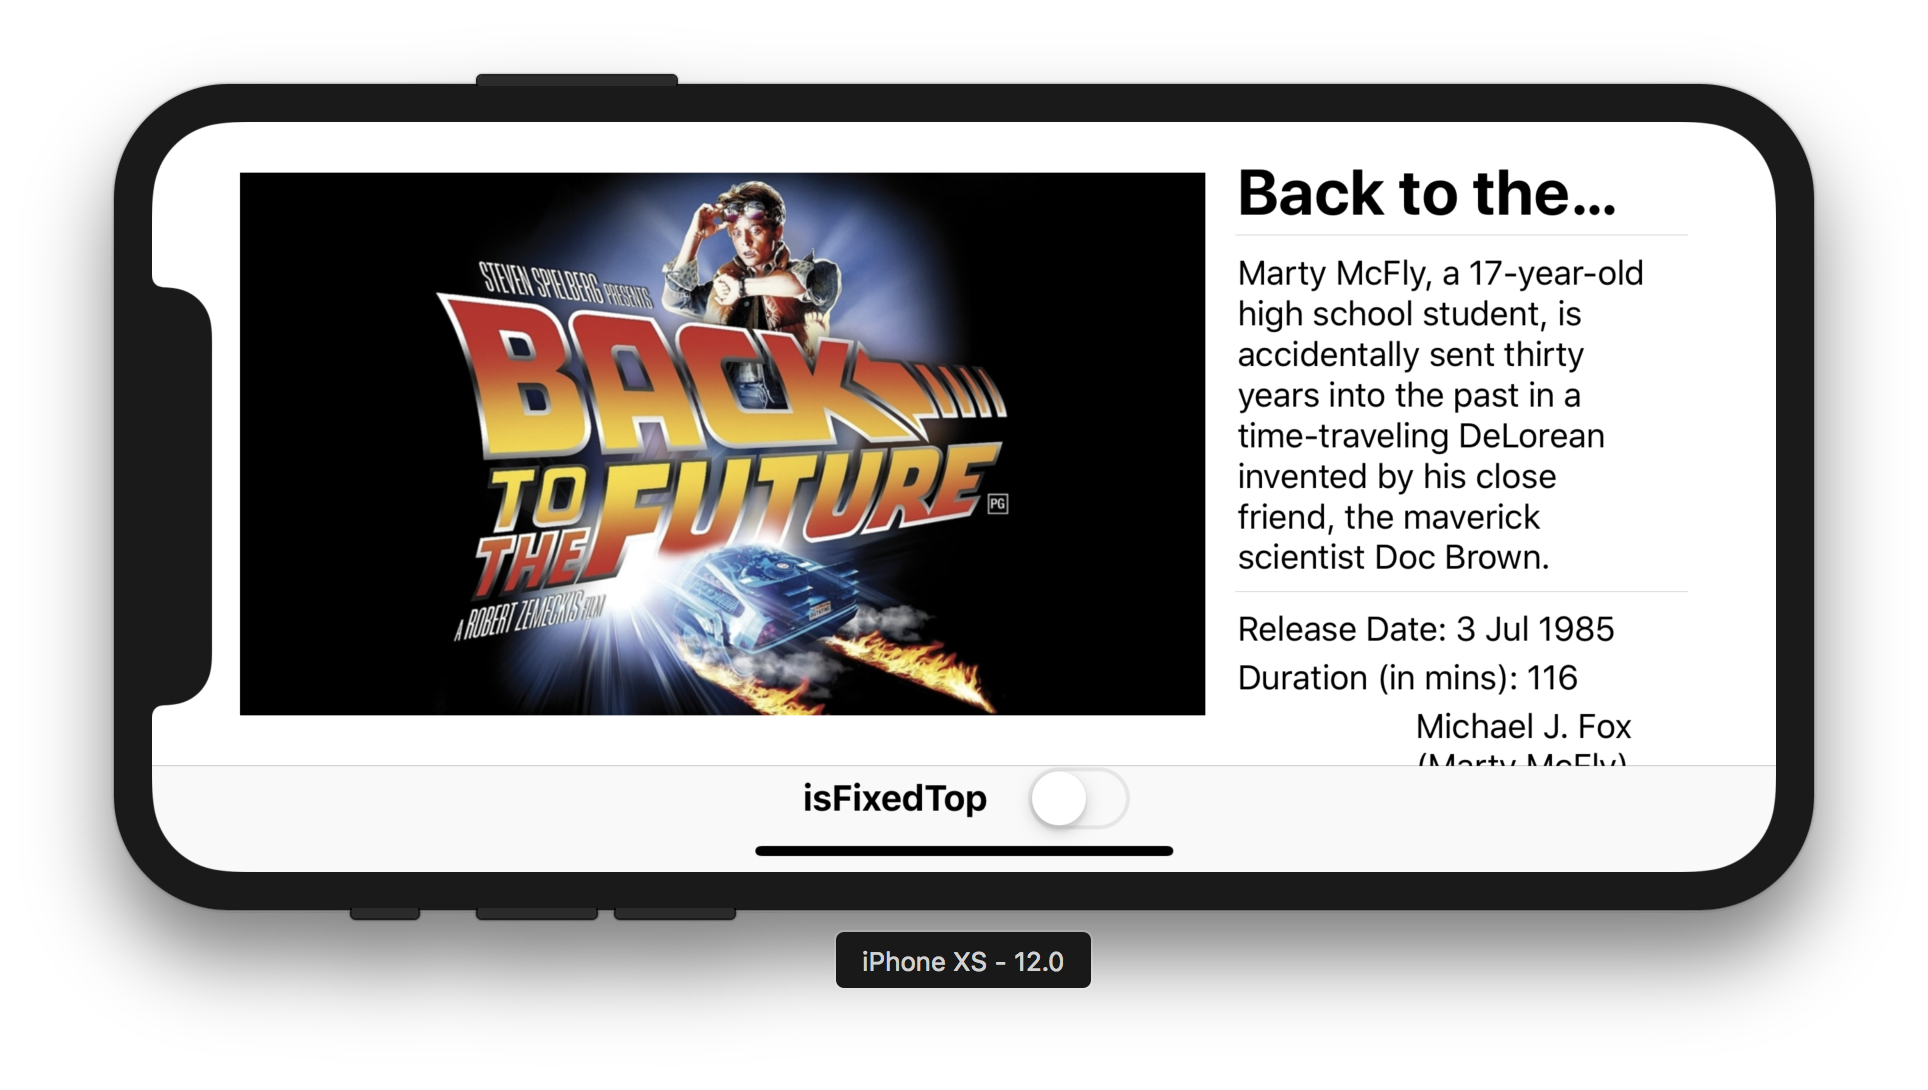 STEVEN SPIELBERG PRESENTS
BACK
TO
THE FUTURE
PG
A ROBERT ZEMECKIS FILM
Back to the...
Marty McFly, a 17-year-old
high school student, is
accidentally sent thirty
years into the past in a
time-traveling DeLorean
invented by his close
friend, the maverick
scientist Doc Brown.
Release Date: 3 Jul 1985
Duration (in mins): 116
Michael J. Fox
(Marty McFly)
isFixedTop
iPhone XS - 12.0